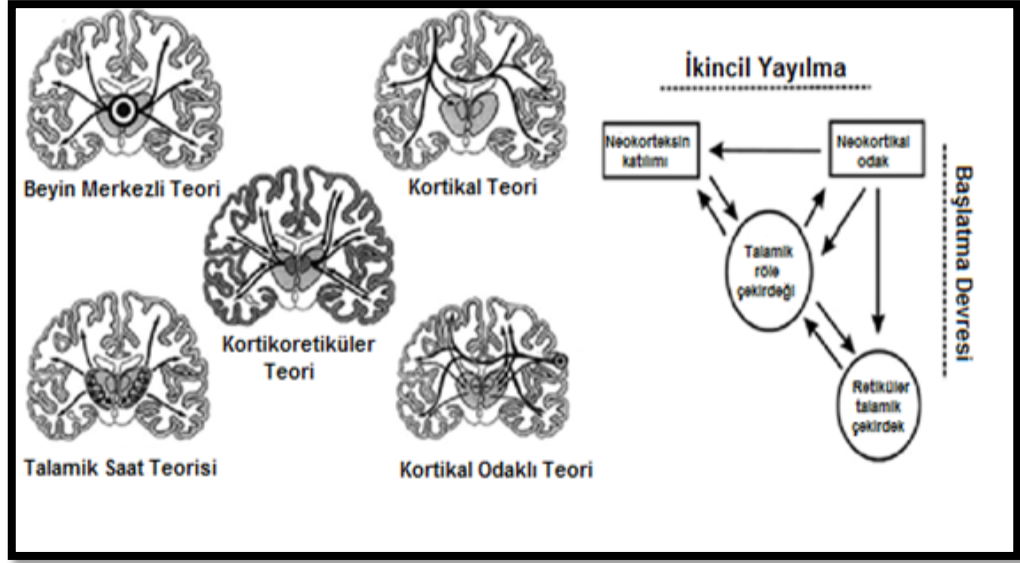 Beyin Merkezli Teori
Kortikal Teori
Kortikoretiküler
Teori
Talamik Saat Teorisi
Kortikal Odaklı Teori
İkincil Yayılma
Neokorteksin
katılımı
Neokortikal
odak
Talamik
röle
çekirdeği
Retiküler
talamik
çekirdek
Başlatma Devresi